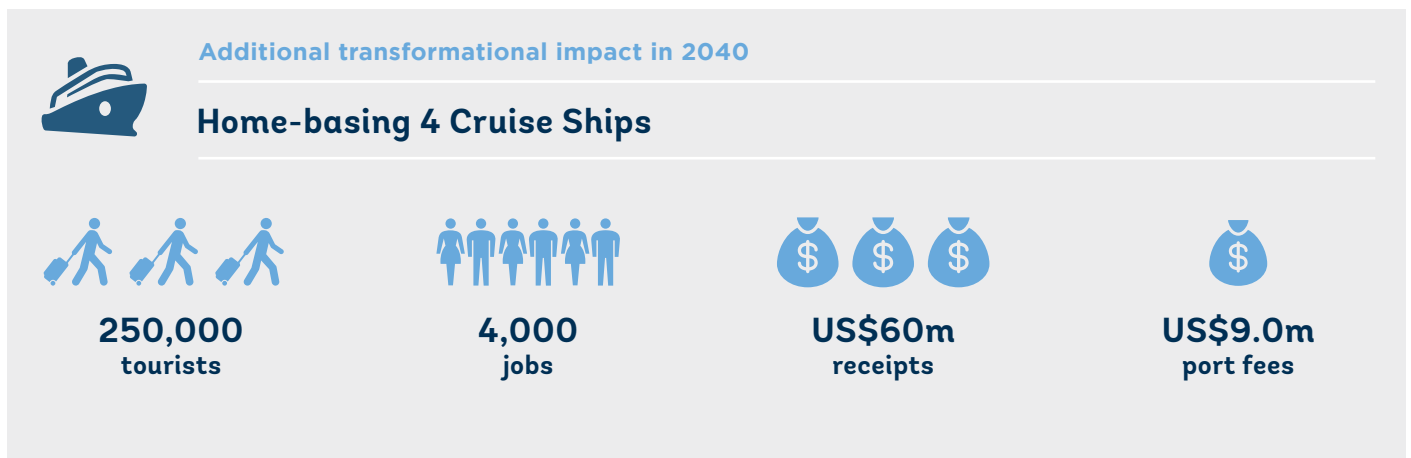 Additional transformational impact in 2040
Home-basing 4 Cruise Ships
$ $ $ $
250,000 4,000 US$60m US$9.0m
tourists jobs receipts port fees